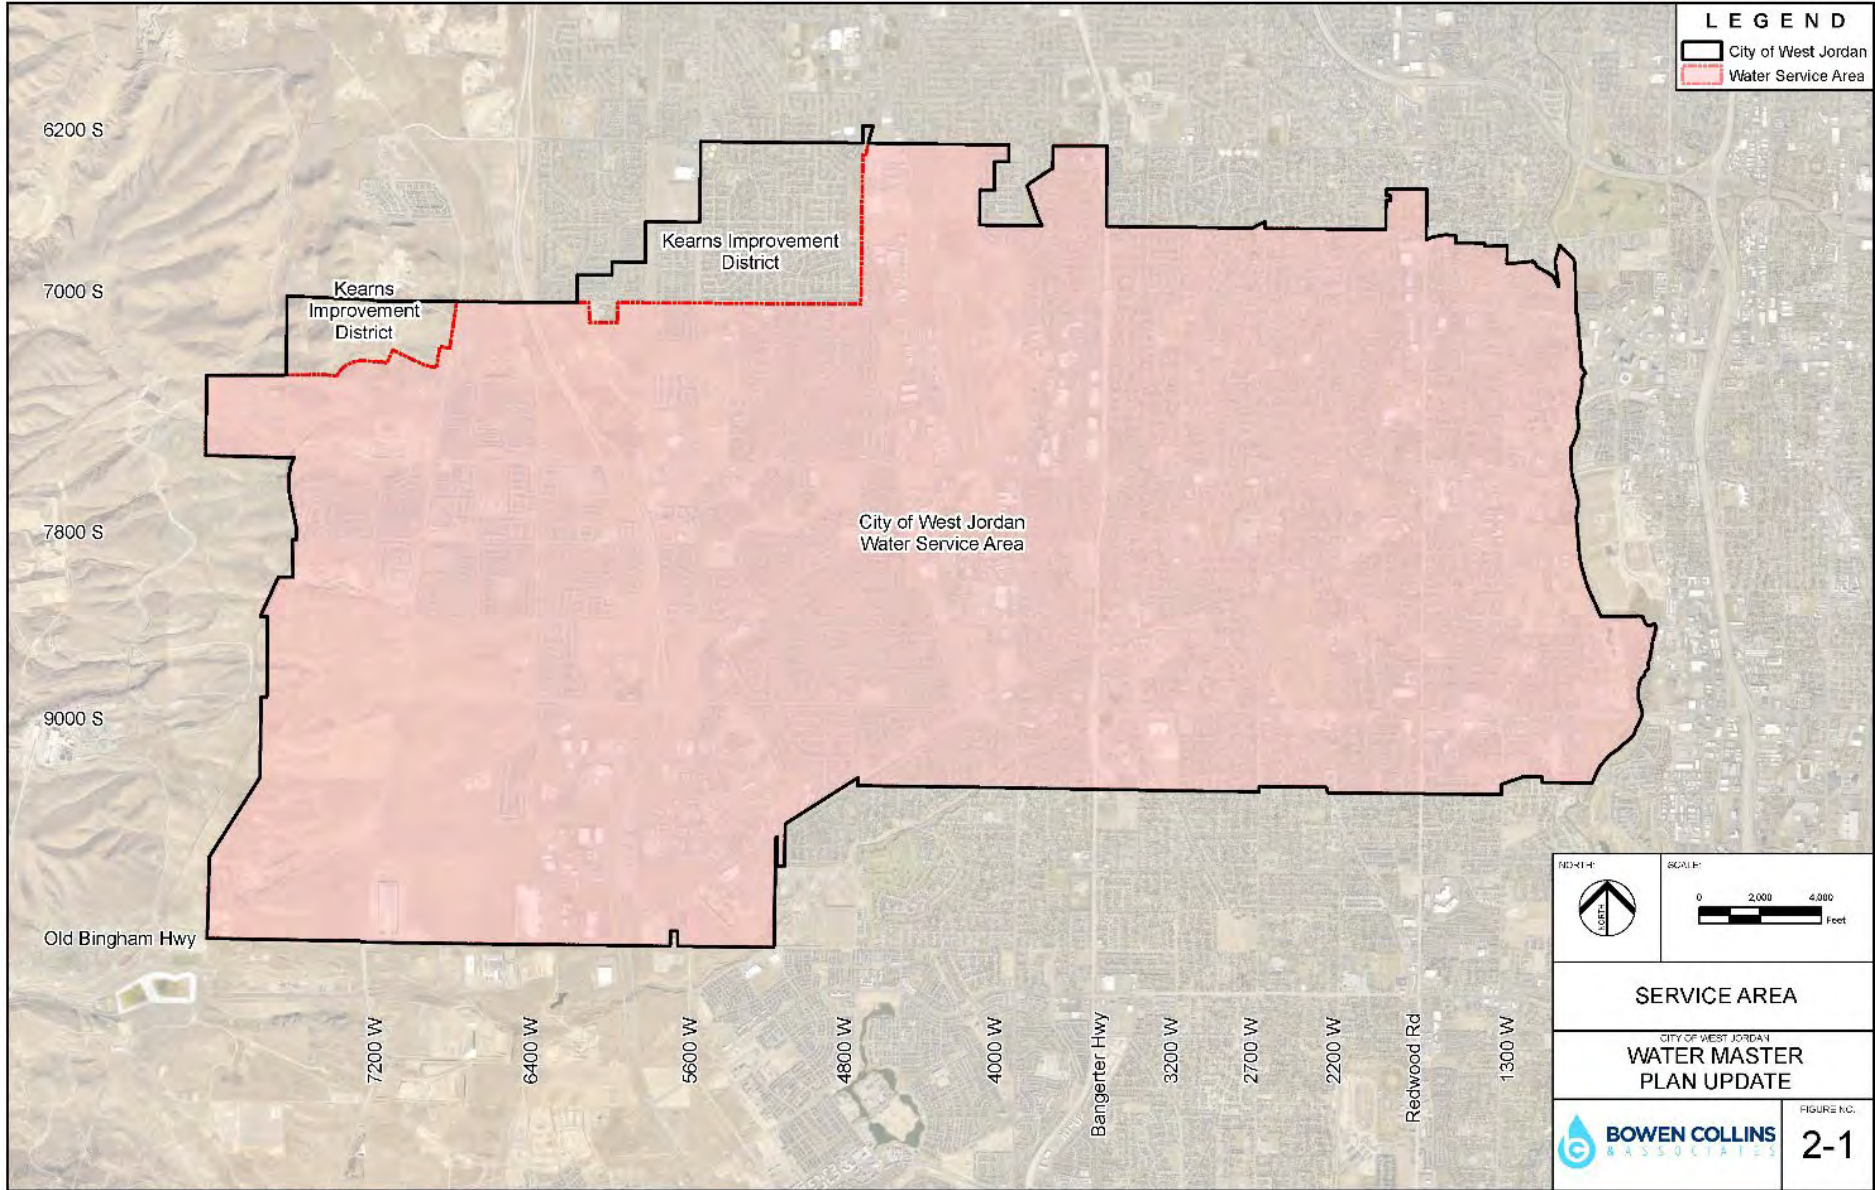 LEGEND
City of West Jordan
Water Service Area
6200 S
7000 S
7800 S
9000 S
Old Bingham Hwy
Kearns Improvement
District
Kearns
Improvement
District
City of West Jordan
Water Service Area
7200 W
6400 W
5600 W
4800 W
4000 W
Bangerter Hwy
3200 W
2700 W
2200 W
Redwood Rd
1300 W
NORTH:
NORTH
SCALE:
0 2,000 4,000
Feet
SERVICE AREA
CITY OF WEST JORDAN
WATER MASTER
PLAN UPDATE
BOWEN COLLINS
& ASSOCIATES
FIGURE NO.
2-1